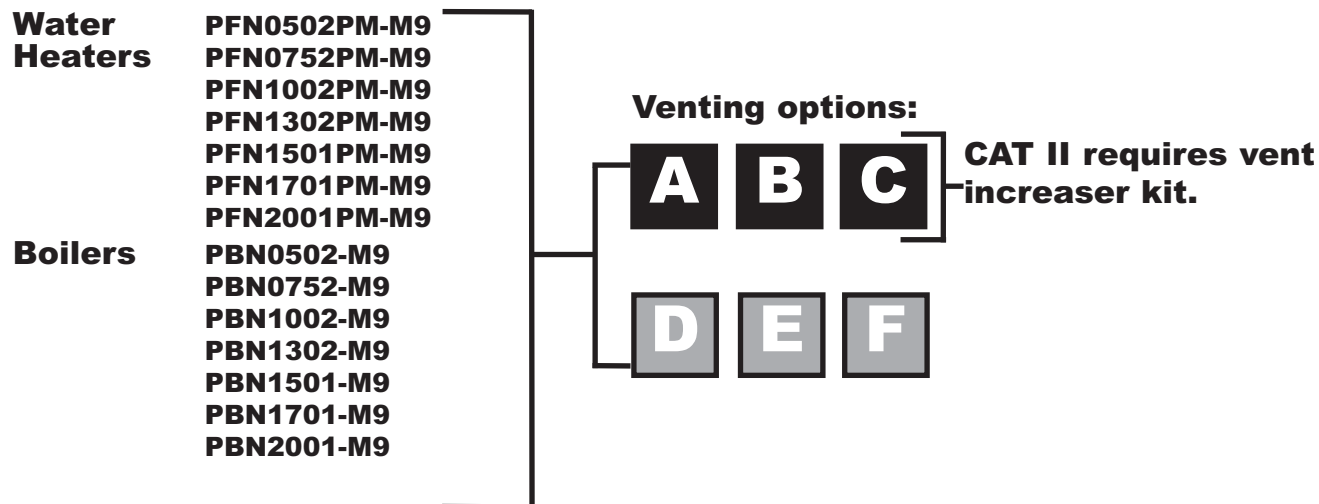 Water Heaters
PFN0502PM-M9
PFN0752PM-M9
PFN1002PM-M9
PFN1302PM-M9
PFN1501PM-M9
PFN1701PM-M9
PFN2001PM-M9
Boilers
PBN0502-M9
PBN0752-M9
PBN1002-M9
PBN1302-M9
PBN1501-M9
PBN1701-M9
PBN2001-M9
Venting options:
A B C
CAT II requires vent
increaser kit.
D E F